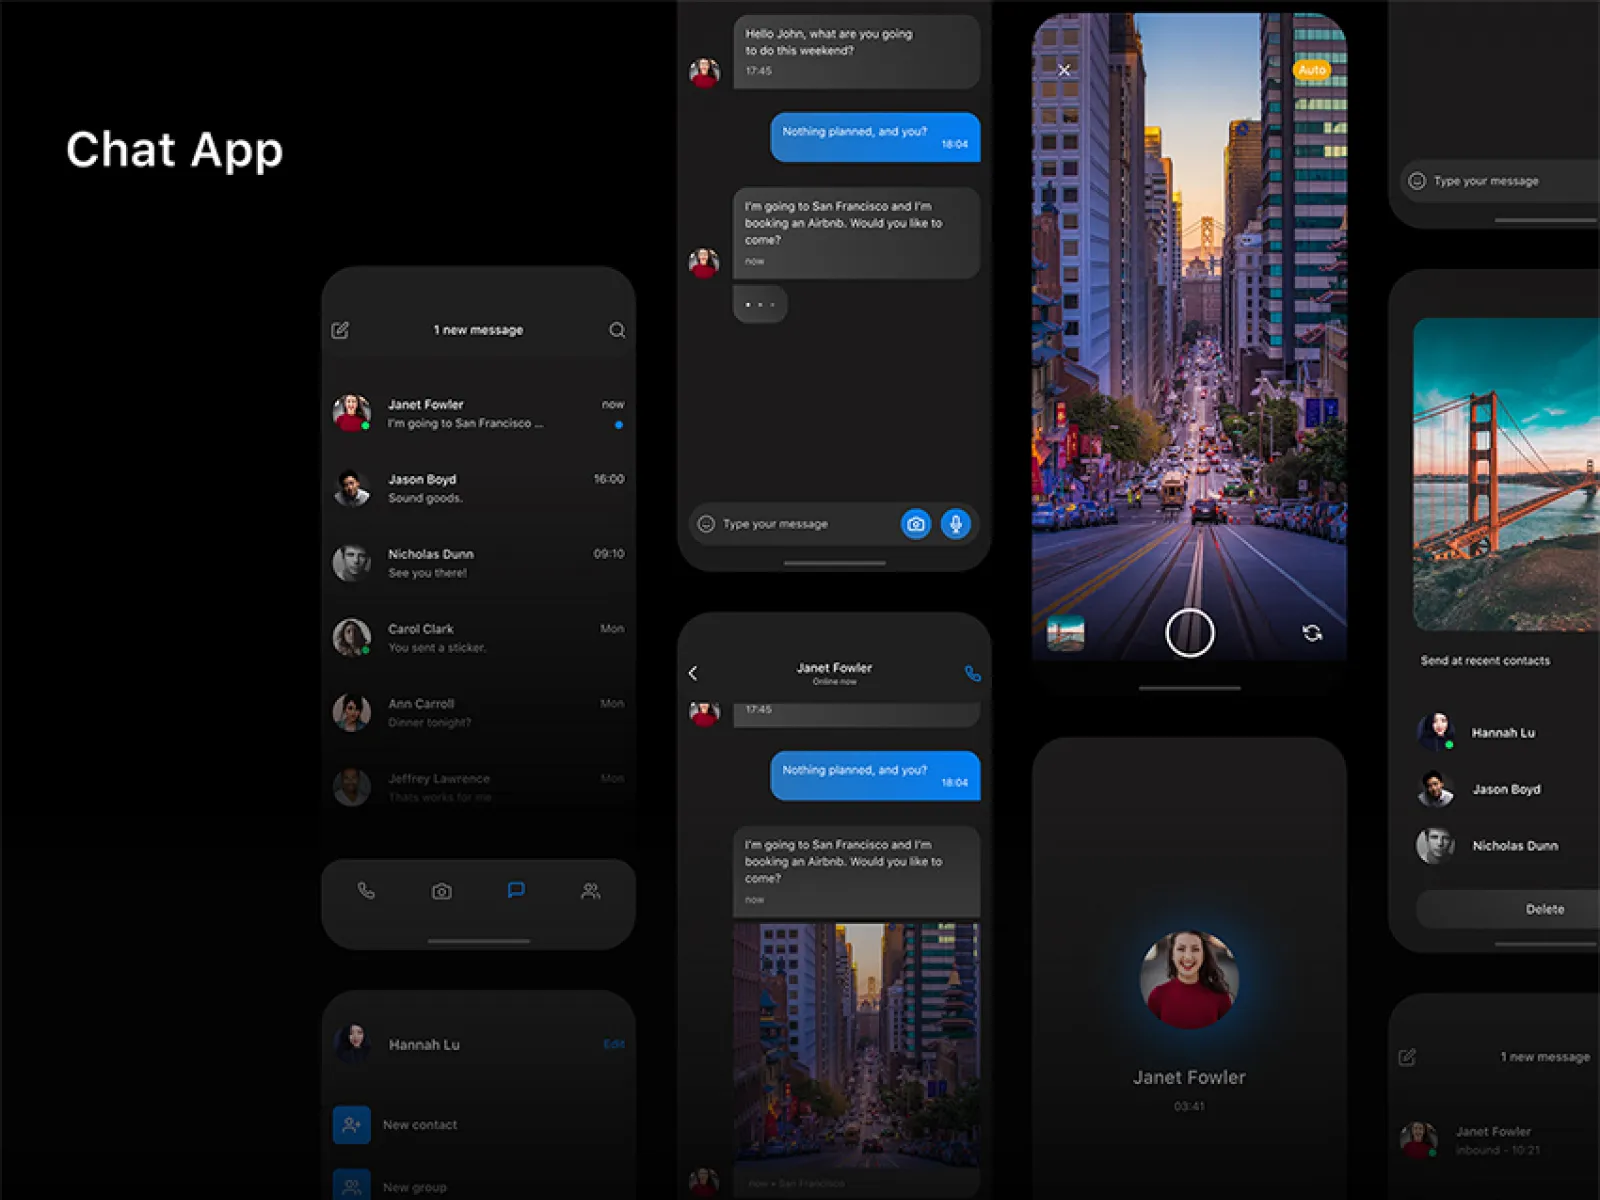 Chat App
1 new message
Janet Fowler
now
I'm going to San Francisco ...
Jason Boyd
16:00
Sound goods.
Nicholas Dunn
09:10
See you there!
Carol Clark
Mon
You sent a sticker.
Ann Carroll
Mon
Dinner tonight?
Jeffrey Lawrence
Mon
Thats works for me
Hannah Lu
Edit
New contact
New group
Hello John, what are you going
to do this weekend?
17:45
Nothing planned, and you?
18:04
I'm going to San Francisco and I'm
booking an Airbnb. Would you like to
come?
now
Type your message
Janet Fowler
Online now
17:45
Nothing planned, and you?
18:04
I'm going to San Francisco and I'm
booking an Airbnb. Would you like to
come?
now
now • San Francisco
Auto
Janet Fowler
03:41
Type your message
Send at recent contacts
Hannah Lu
Jason Boyd
Nicholas Dunn
Delete
1 new message
Janet Fowler
inbound - 10:21